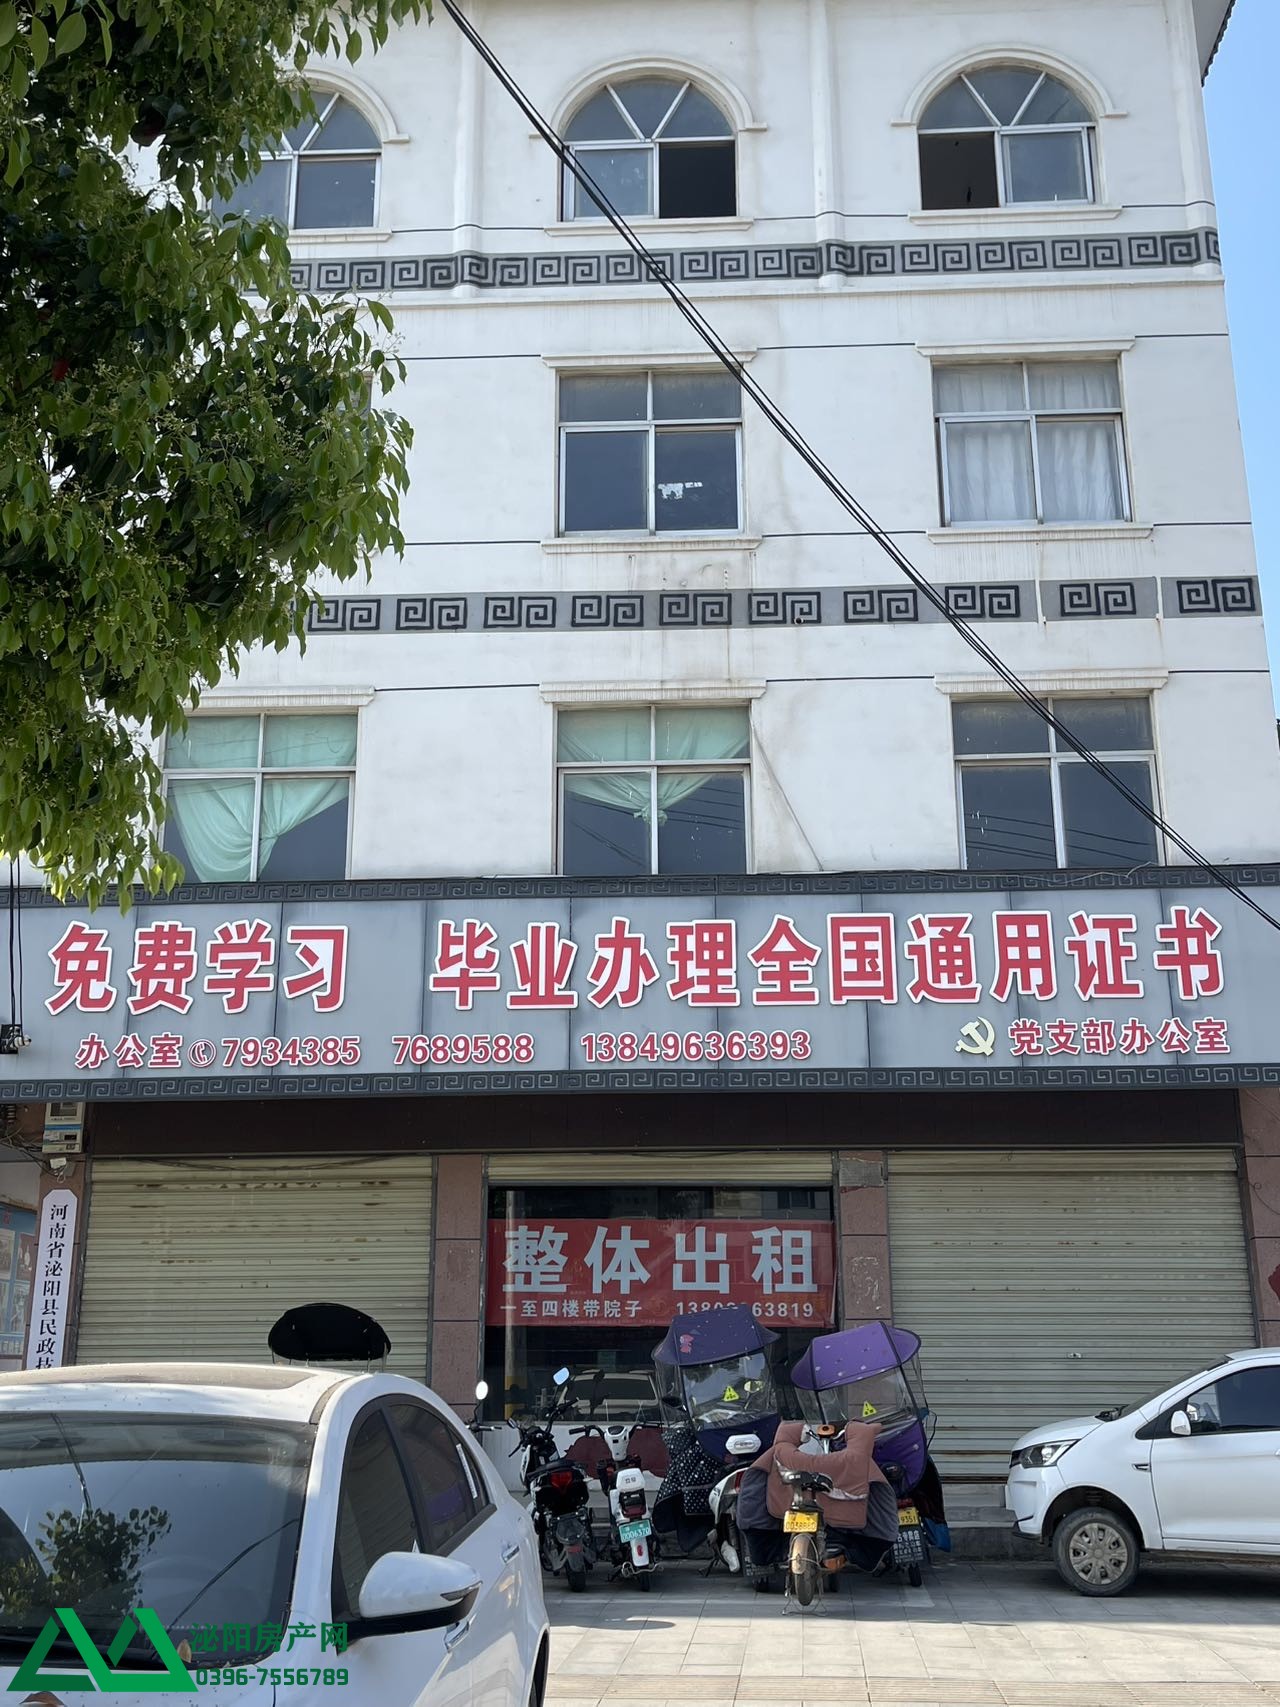 免费学习 毕业办理全国通用证书
办公室 7934385 7689588 13849636393 党支部办公室
河南省泌阳县民政技
整体出租
一至四楼带院子
泌阳房产网
0396-7556789